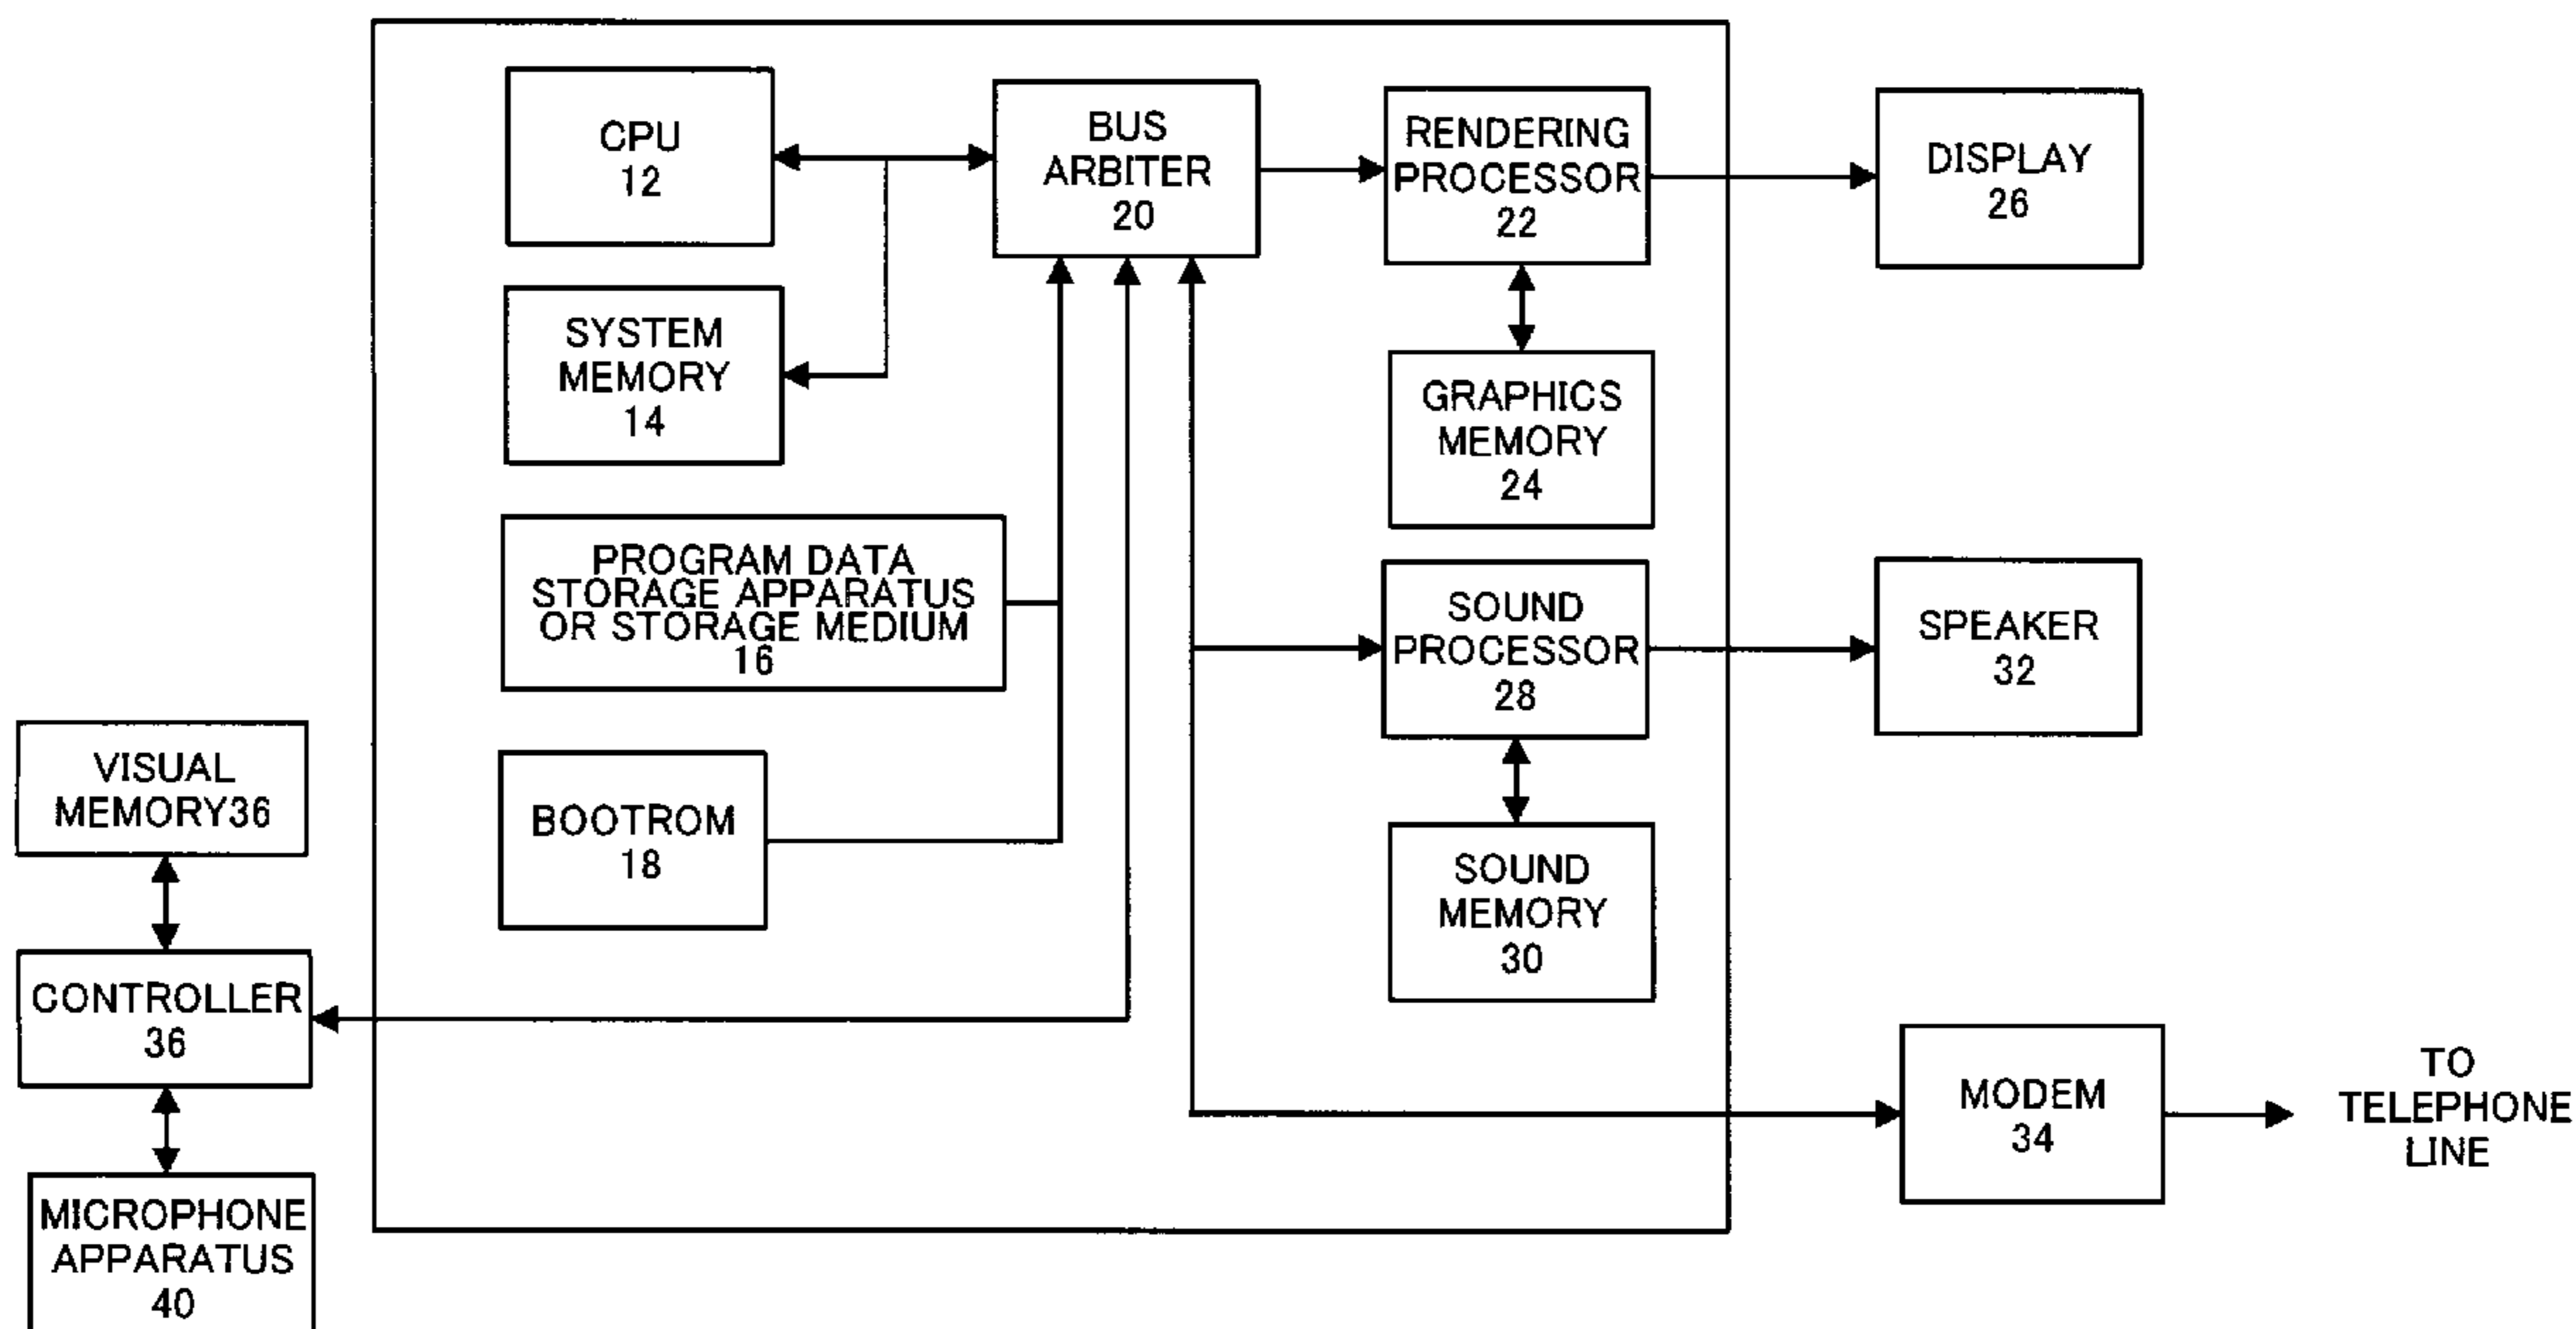 CPU
12
BUS
ARBITER
20
RENDERING
PROCESSOR
22
DISPLAY
26
SYSTEM
MEMORY
14
GRAPHICS
MEMORY
24
PROGRAM DATA
STORAGE APPARATUS
OR STORAGE MEDIUM
16
SOUND
PROCESSOR
28
SPEAKER
32
VISUAL
MEMORY36
BOOTROM
18
SOUND
MEMORY
30
CONTROLLER
36
MODEM
34
TO
TELEPHONE
LINE
MICROPHONE
APPARATUS
40